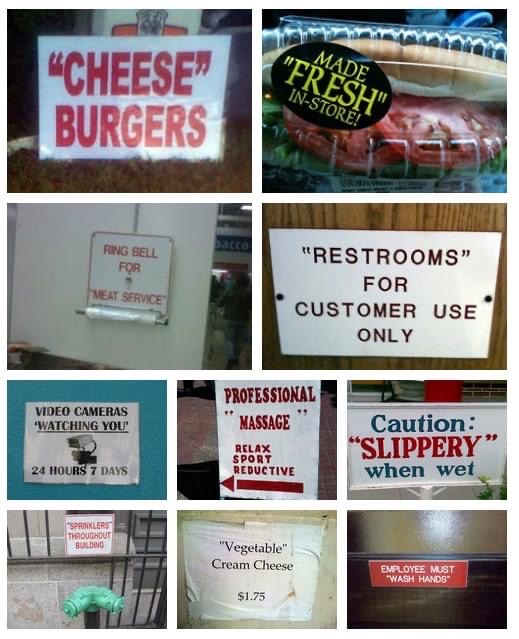 "CHEESE"
BURGERS
MADE
"FRESH"
IN-STORE!
RING BELL
FOR
"MEAT SERVICE"
"RESTROOMS"
FOR
CUSTOMER USE
ONLY
VIDEO CAMERAS
'WATCHING YOU'
24 HOURS 7 DAYS
PROFESSIONAL
" MASSAGE "
RELAX
SPORT
REDUCTIVE
Caution:
"SLIPPERY"
when wet
"SPRINKLERS"
THROUGHOUT
BUILDING
"Vegetable"
Cream Cheese
$1.75
EMPLOYEE MUST
"WASH HANDS"